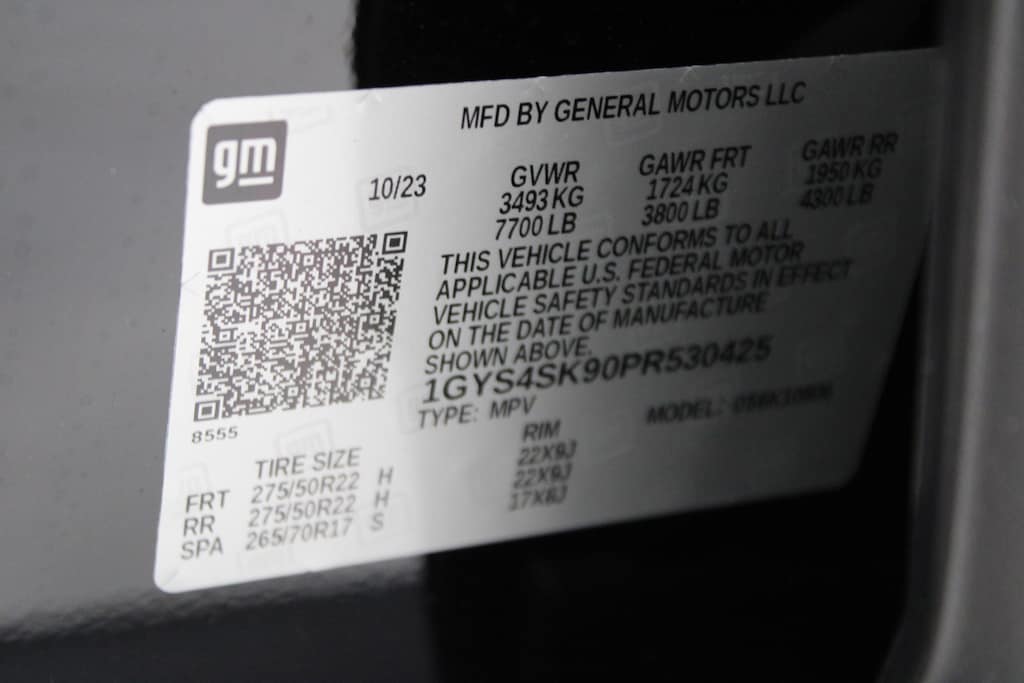 MFD BY GENERAL MOTORS LLC
gm
10/23 GVWR GAWR FRT GAWR RR
3493 KG 1724 KG 1950 KG
7700 LB 3800 LB 4300 LB
THIS VEHICLE CONFORMS TO ALL
APPLICABLE U.S. FEDERAL MOTOR
VEHICLE SAFETY STANDARDS IN EFFECT
ON THE DATE OF MANUFACTURE
SHOWN ABOVE.
1GYS4SK90PR530425
TYPE: MPV MODEL:
8555
TIRE SIZE RIM
FRT 275/50R22 H 22X9J
RR 275/50R22 H 22X9J
SPA 265/70R17 S 17X8J